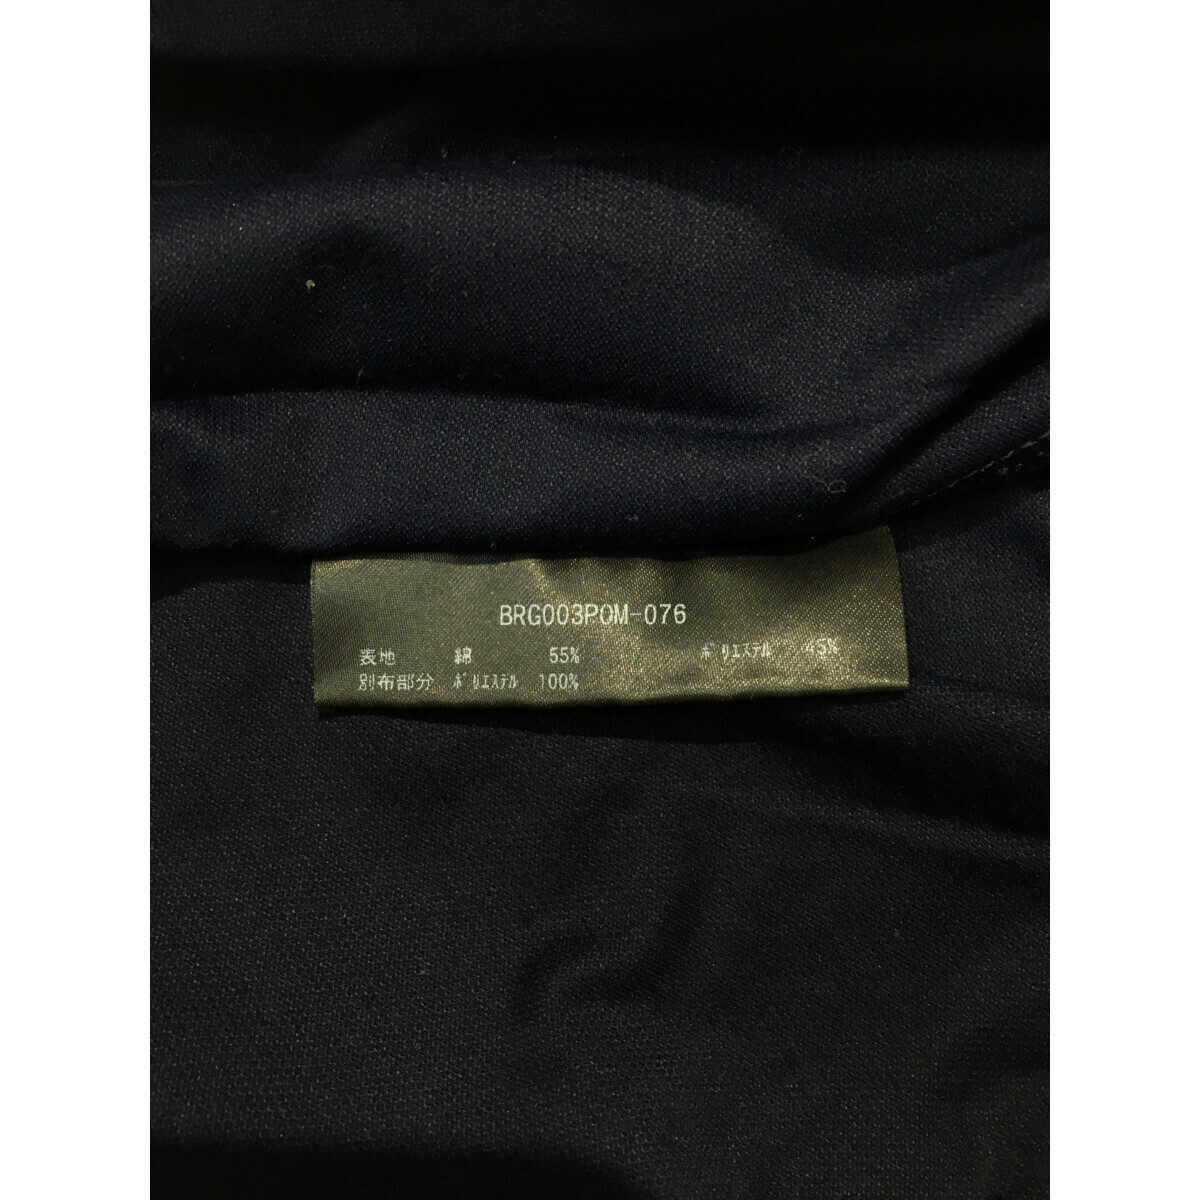 BRG003POM-076
表地 綿 55% ﾎﾟﾘｴｽﾃﾙ 45%
別布部分 ﾎﾟﾘｴｽﾃﾙ 100%